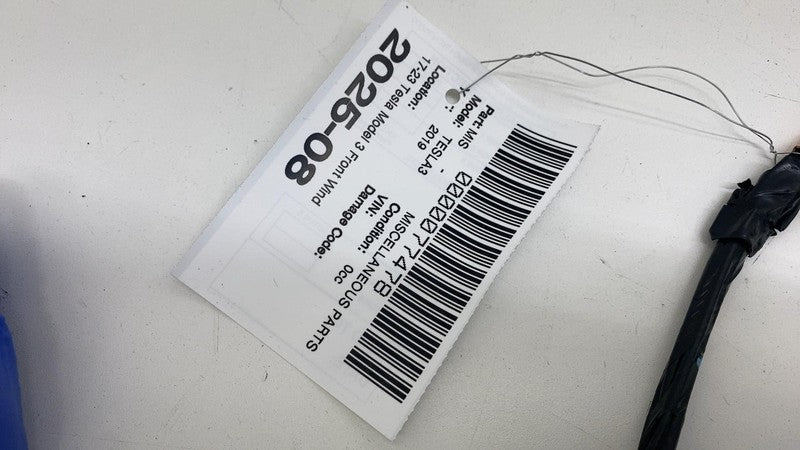 0000077478
Part: MIS - MISCELLANEOUS PARTS
Model: TESLA3 0CC
2019 Condition:
VIN:
Location: Damage Code:
17-23 Tesla Model 3 Front Wind
2025-08